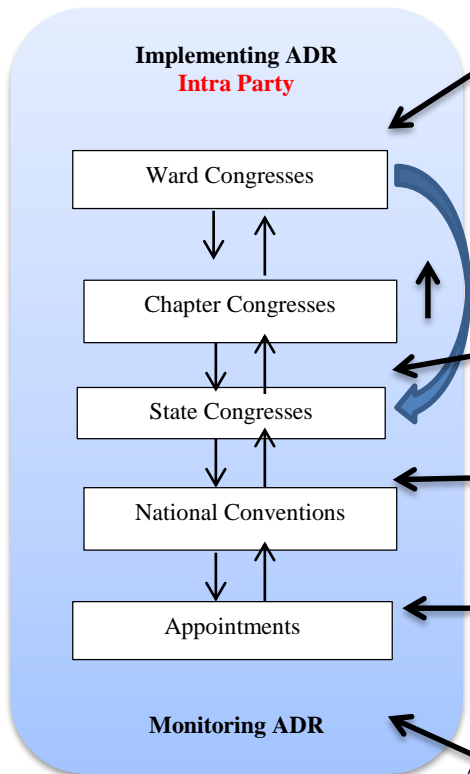 Implementing ADR
Intra Party
Ward Congresses
Chapter Congresses
State Congresses
National Conventions
Appointments
Monitoring ADR